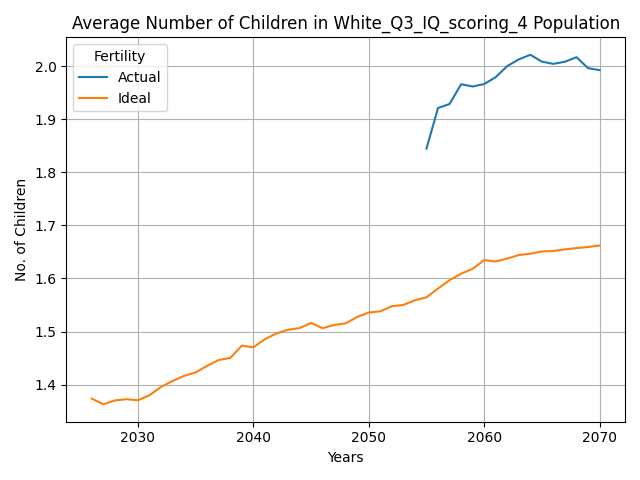 Average Number of Children in White_Q3_IQ_scoring_4 Population
Fertility
Actual
Ideal
2.0
1.9
1.8
1.7
1.6
1.5
1.4
No. of Children
2030
2040
2050
2060
2070
Years